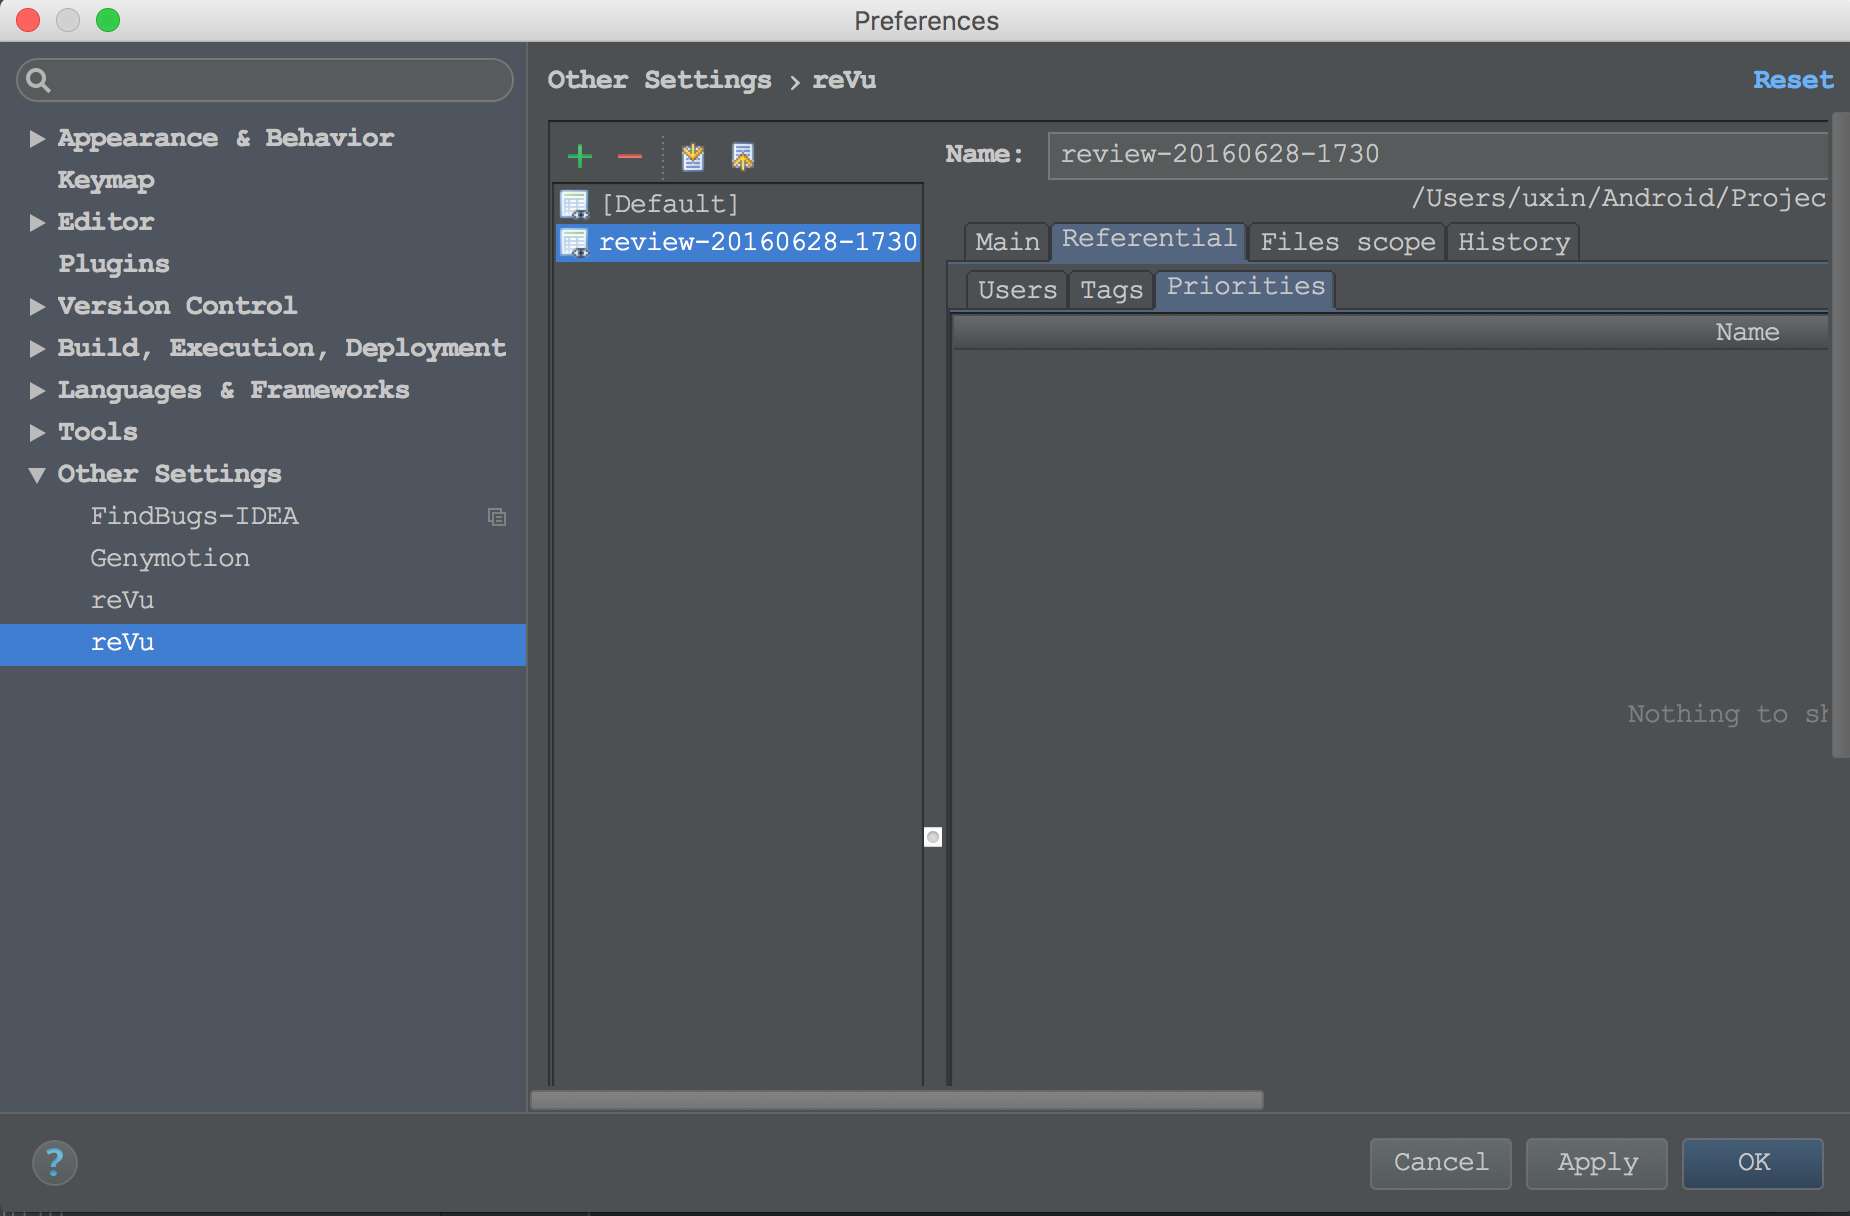 Preferences
Other Settings › reVu
Reset
Appearance & Behavior
Keymap
Editor
Plugins
Version Control
Build, Execution, Deployment
Languages & Frameworks
Tools
Other Settings
FindBugs-IDEA
Genymotion
reVu
reVu
[Default]
review-20160628-1730
Name: review-20160628-1730
/Users/uxin/Android/Projec
Main Referential Files scope History
Users Tags Priorities
Name
Nothing to sh
?
Cancel Apply OK